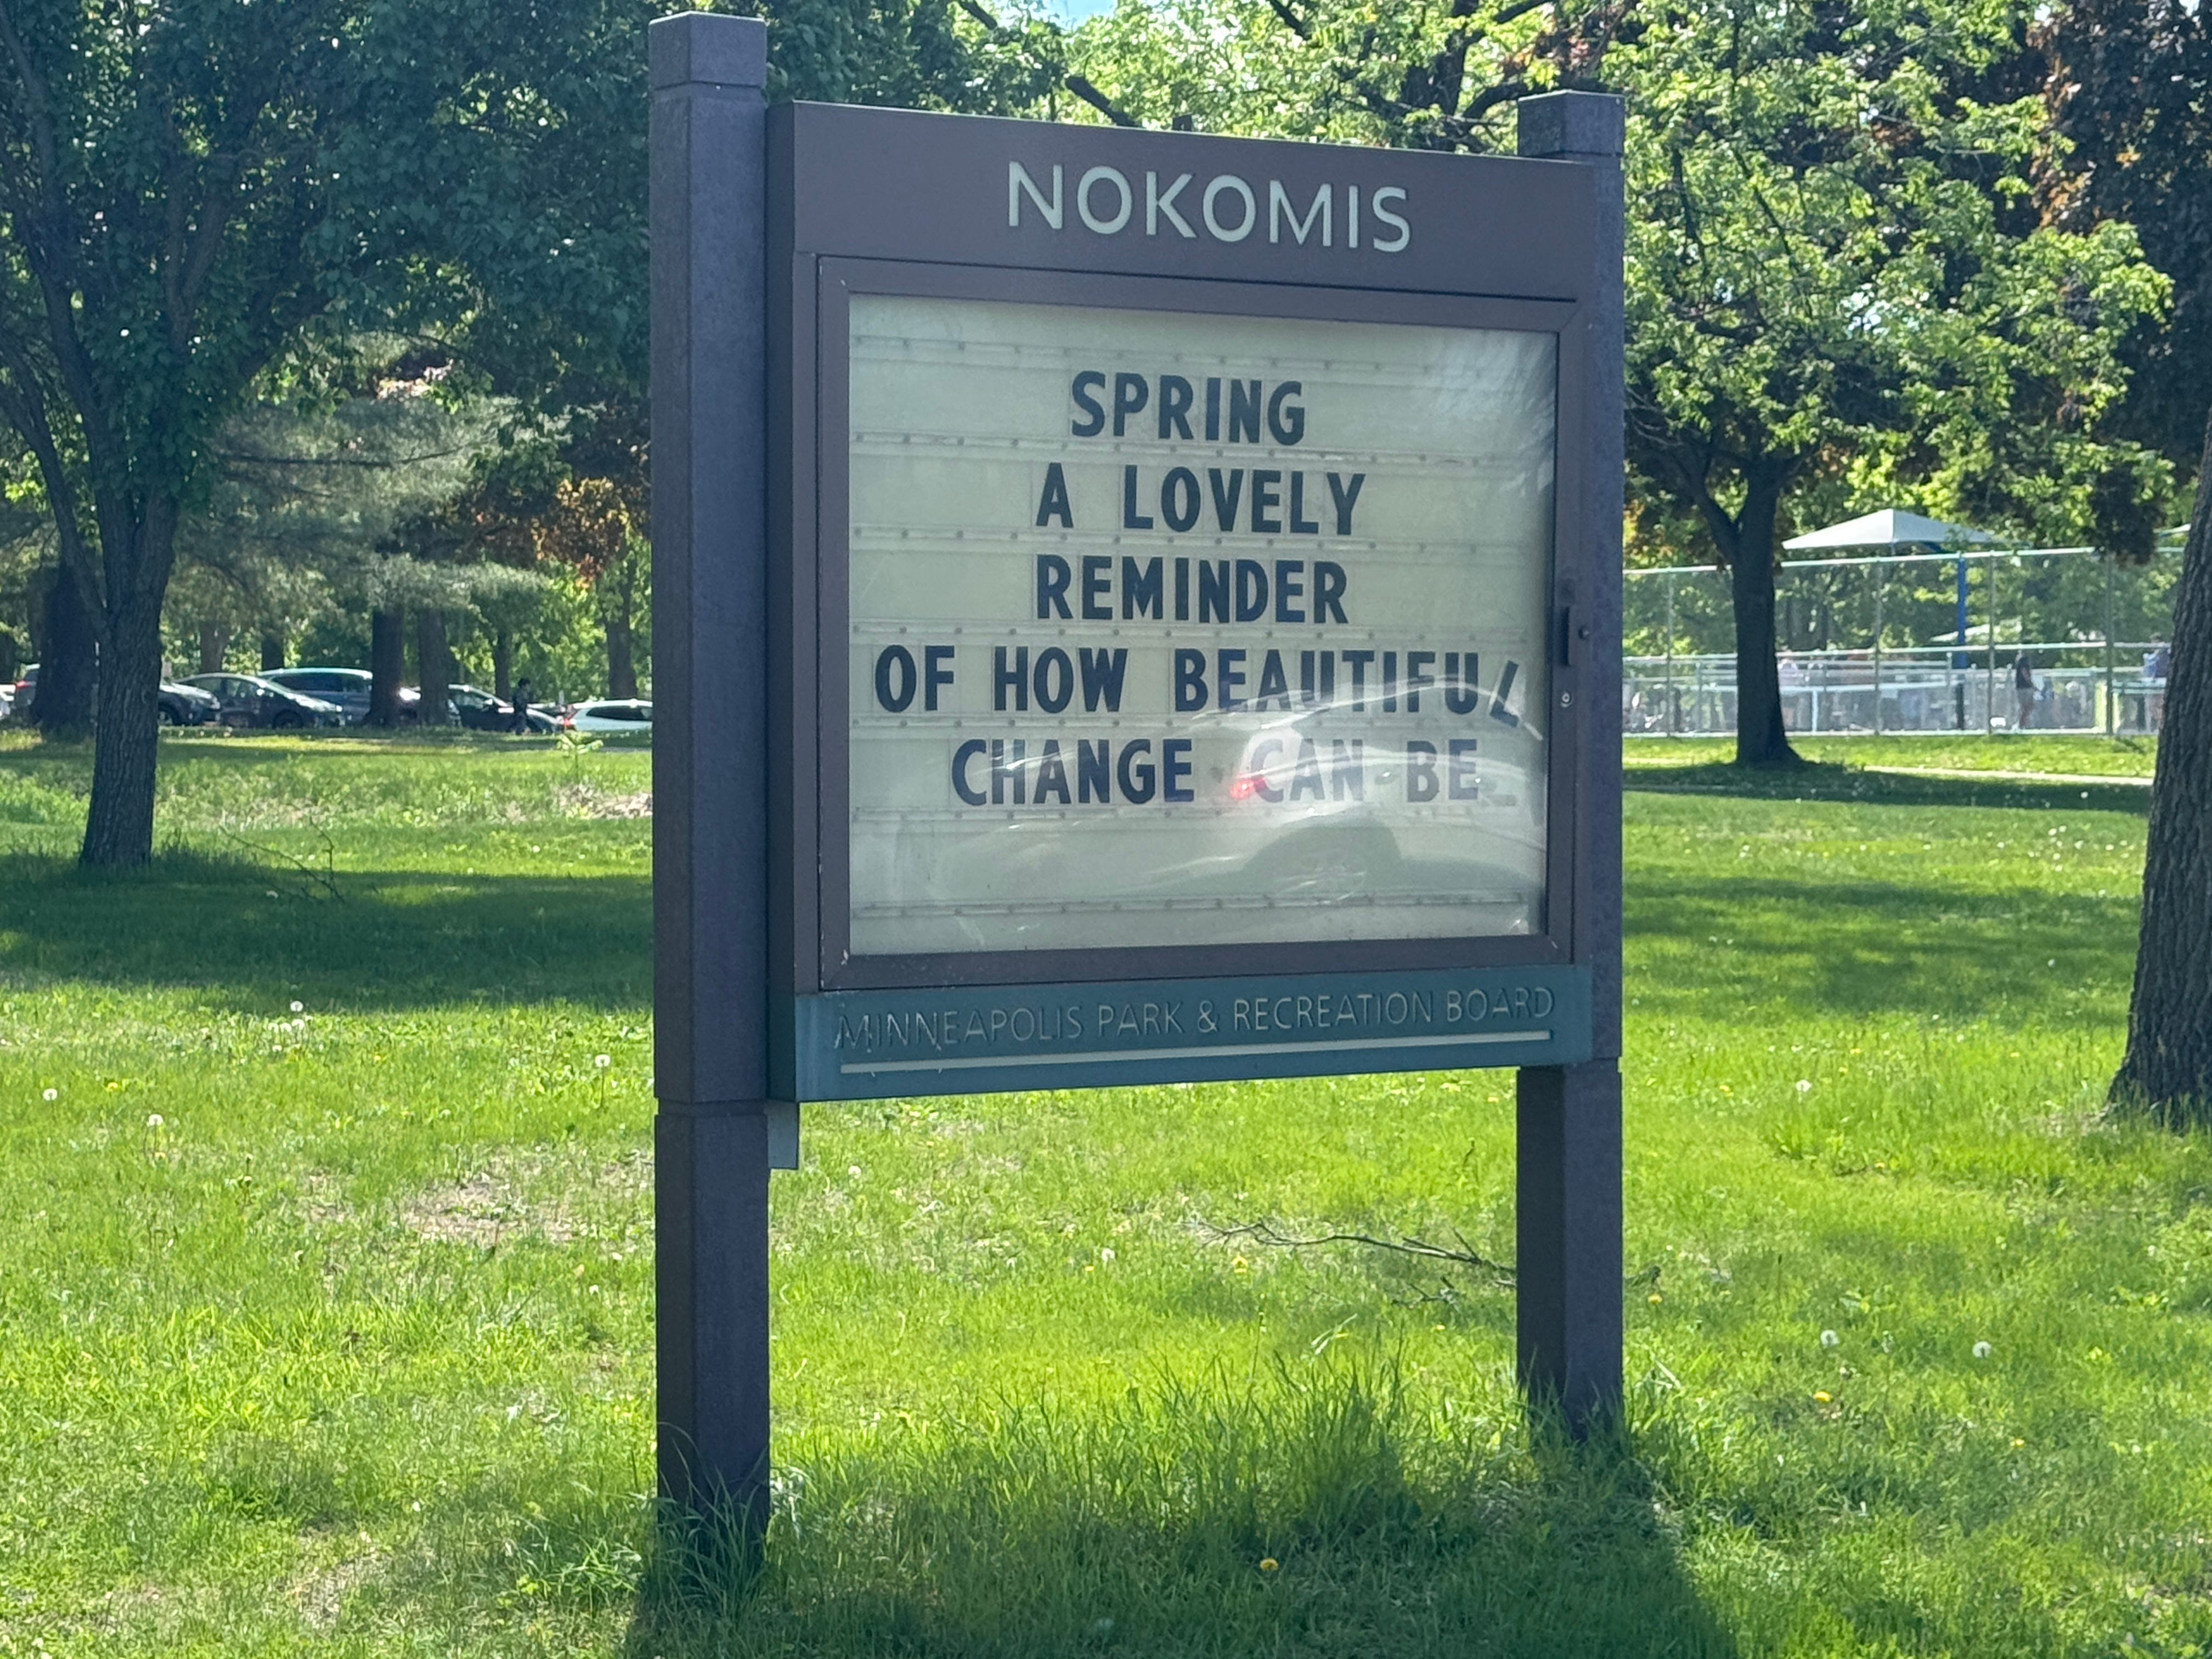 NOKOMIS
SPRING
A LOVELY
REMINDER
OF HOW BEAUTIFUL
CHANGE CAN BE
MINNEAPOLIS PARK & RECREATION BOARD